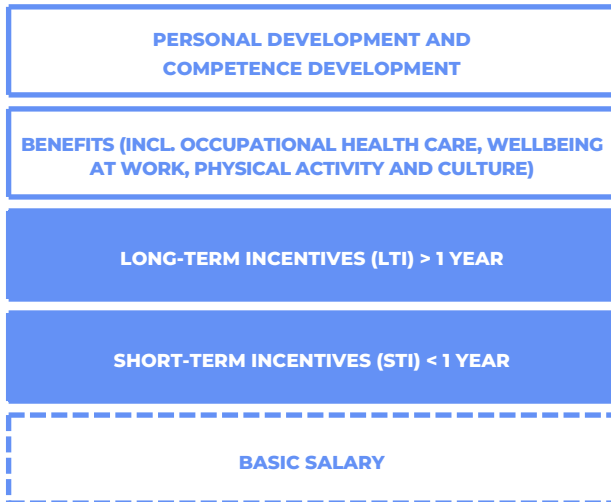 PERSONAL DEVELOPMENT AND
COMPETENCE DEVELOPMENT
BENEFITS (INCL. OCCUPATIONAL HEALTH CARE, WELLBEING
AT WORK, PHYSICAL ACTIVITY AND CULTURE)
LONG-TERM INCENTIVES (LTI) > 1 YEAR
SHORT-TERM INCENTIVES (STI) < 1 YEAR
BASIC SALARY